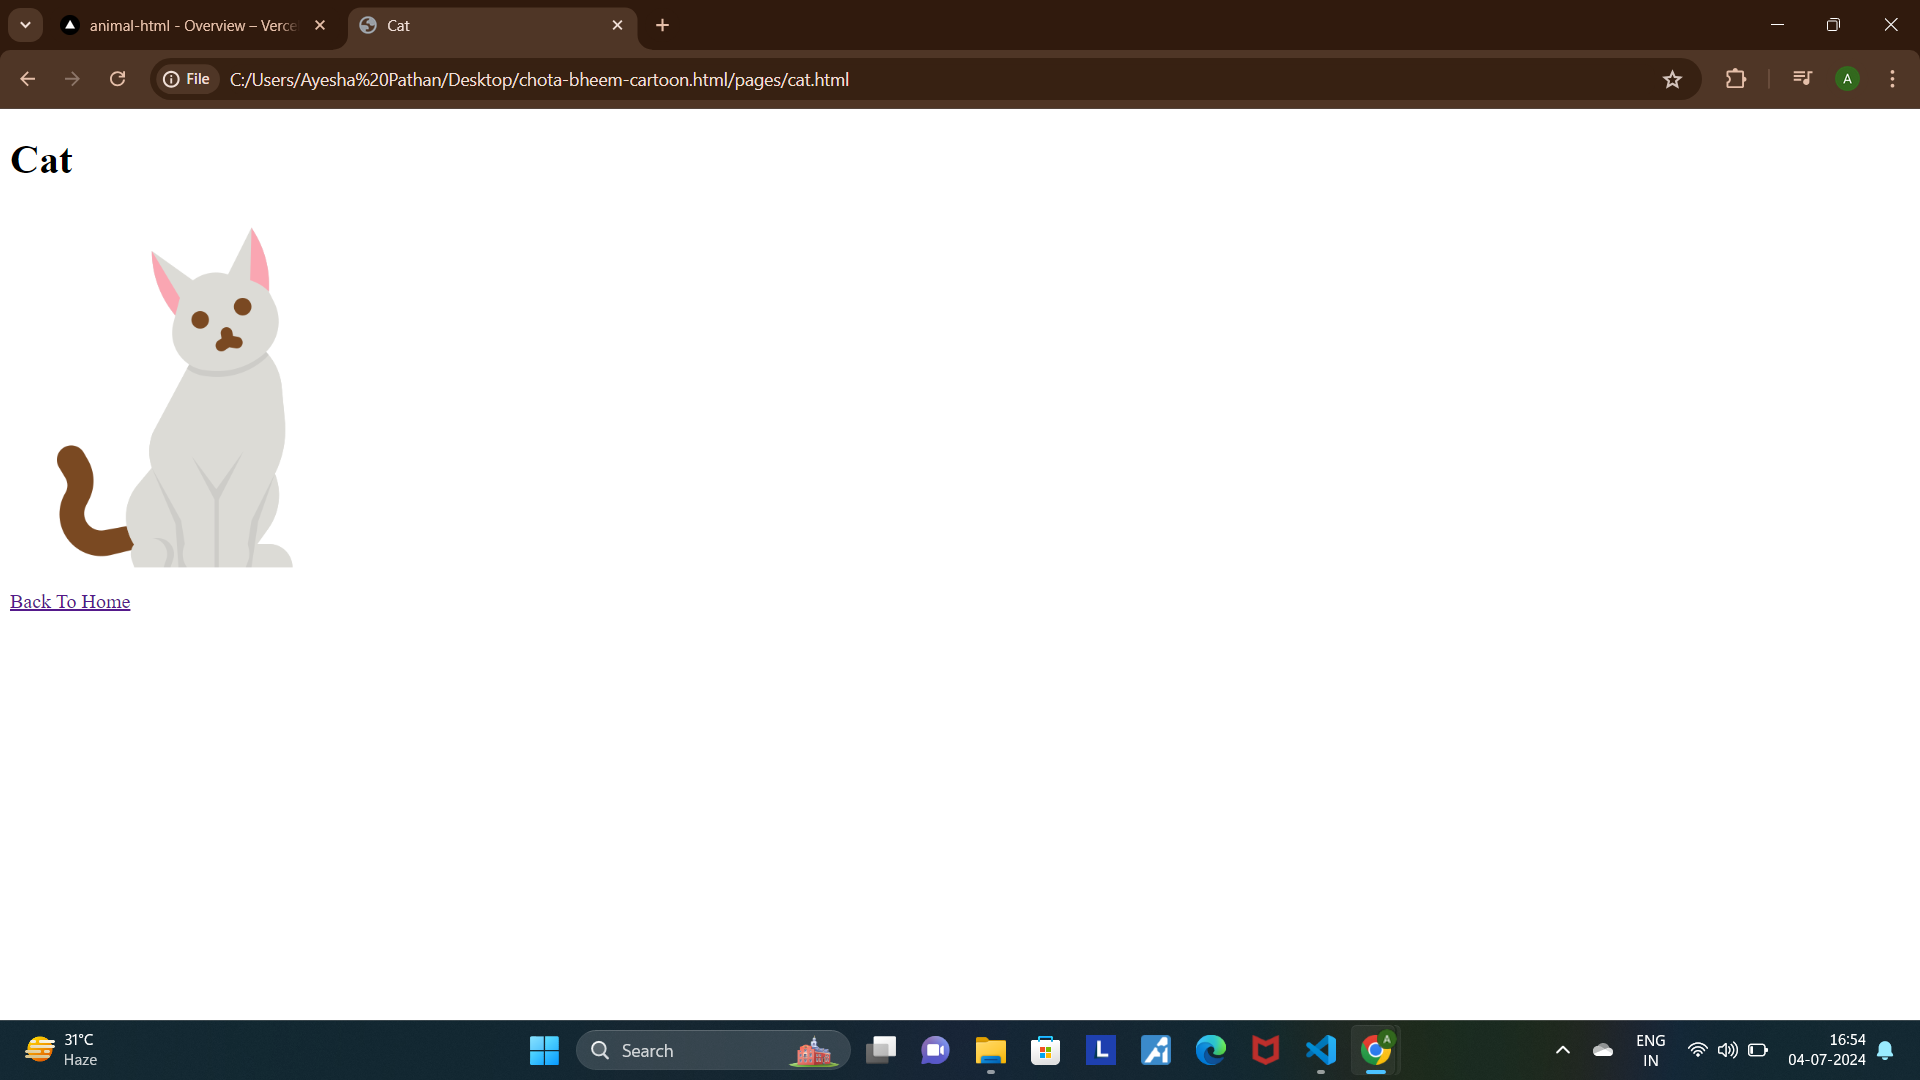 animal-html - Overview – Verce
Cat
File
C:/Users/Ayesha%20Pathan/Desktop/chota-bheem-cartoon.html/pages/cat.html
A
Cat
Back To Home
31°C
Haze
Search
L
A
ENG
IN
16:54
04-07-2024